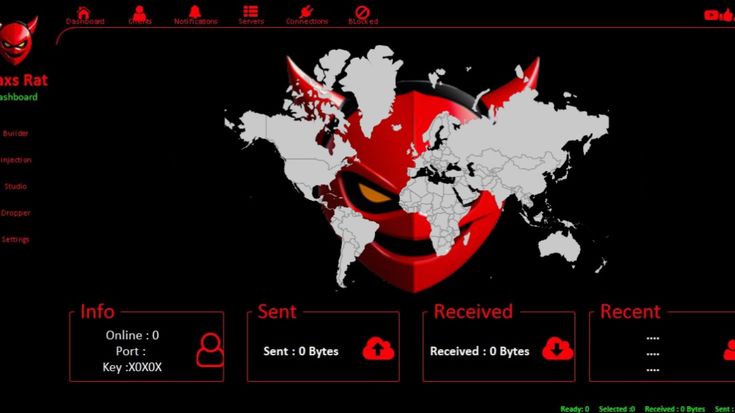 Dashboard Clients Notifications Servers Connections BLocked
axs Rat
ashboard
Builder
Injection
Studio
Dropper
Settings
Info
Online : 0
Port :
Key :X0X0X
Sent
Sent : 0 Bytes
Received
Received : 0 Bytes
Recent
....
....
....
Ready: 0 Selected :0 Received : 0 Bytes Sent :